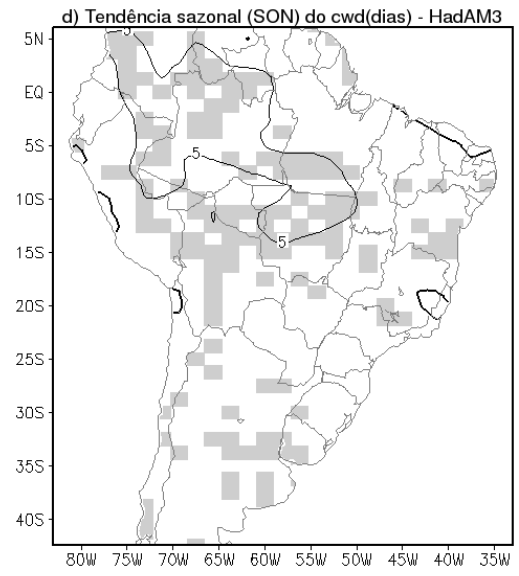 d) Tendência sazonal (SON) do cwd(dias) - HadAM3
5N
EQ
5S
10S
15S
20S
25S
30S
35S
40S
5
5
5
80W 75W 70W 65W 60W 55W 50W 45W 40W 35W